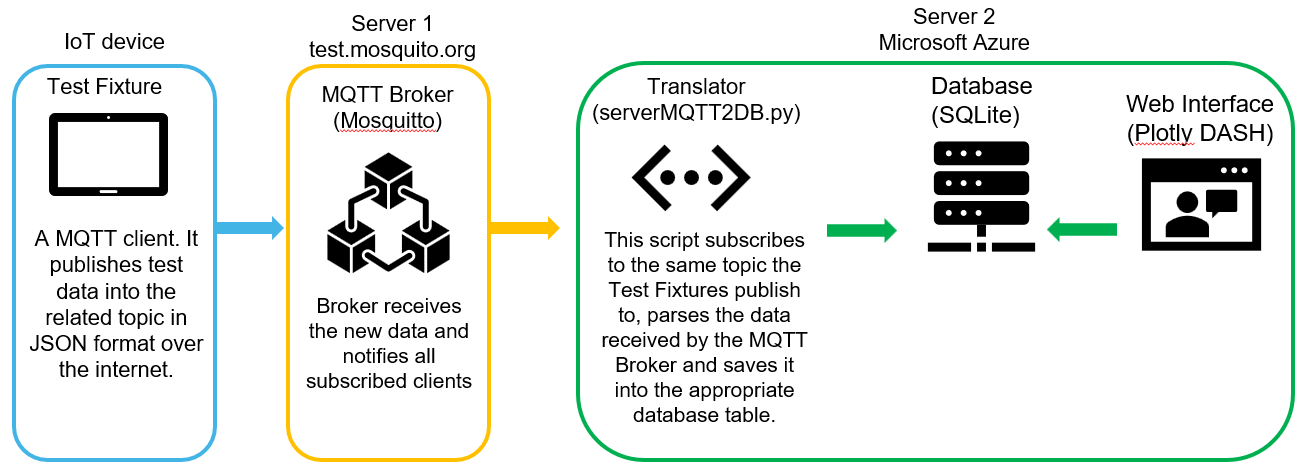 IoT device
Test Fixture
A MQTT client. It
publishes test
data into the
related topic in
JSON format over
the internet.
Server 1
test.mosquito.org
MQTT Broker
(Mosquitto)
Broker receives
the new data and
notifies all
subscribed clients
Server 2
Microsoft Azure
Translator
(serverMQTT2DB.py)
This script subscribes
to the same topic the
Test Fixtures publish
to, parses the data
received by the MQTT
Broker and saves it
into the appropriate
database table.
Database
(SQLite)
Web Interface
(Plotly DASH)